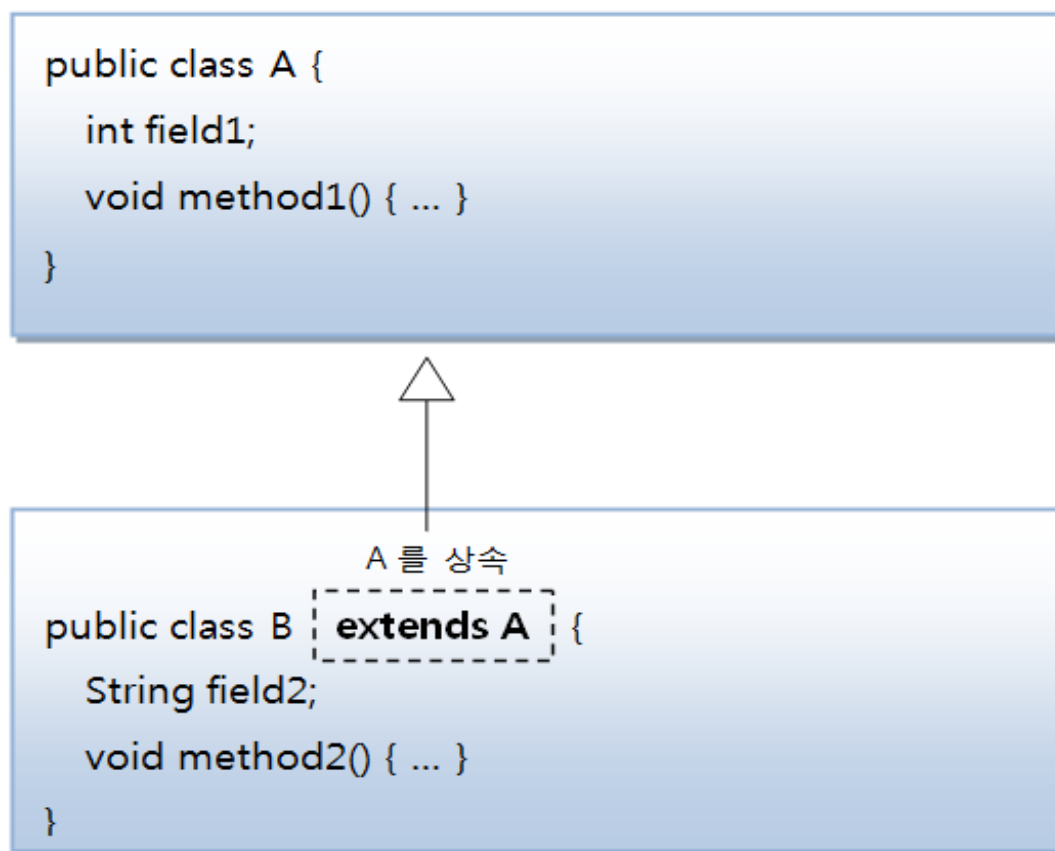 public class A {
int field1;
void method1() { ... }
}
A 를 상속
public class B extends A {
String field2;
void method2() { ... }
}